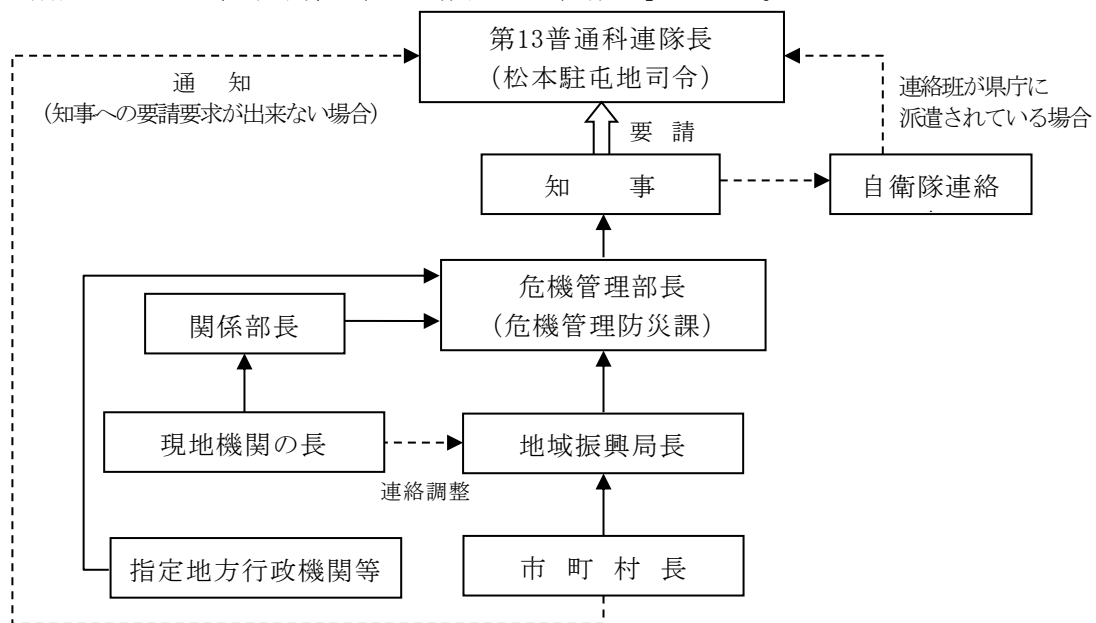 第13普通科連隊長
(松本駐屯地司令)
通 知
(知事への要請要求が出来ない場合)
連絡班が県庁に
派遣されている場合
要 請
知 事
自衛隊連絡
危機管理部長
(危機管理防災課)
関係部長
現地機関の長
地域振興局長
連絡調整
指定地方行政機関等
市 町 村 長